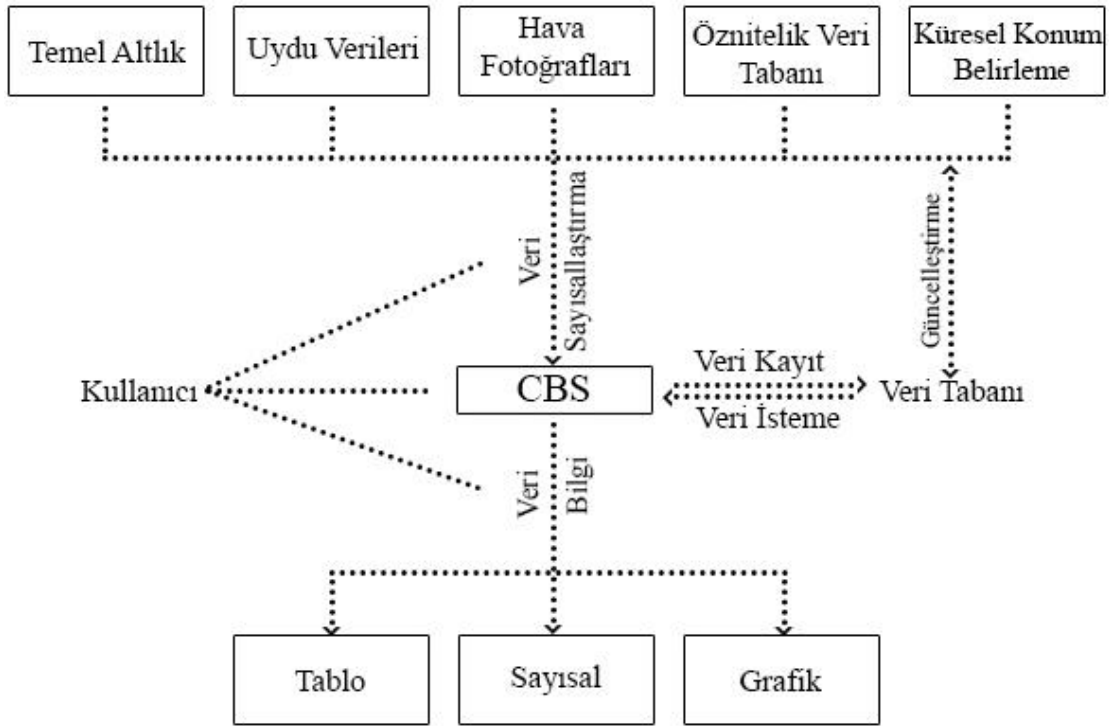 Temel Altlık
Uydu Verileri
Hava
Fotoğrafları
Öznitelik Veri
Tabanı
Küresel Konum
Belirleme
Veri
Sayısallaştırma
Güncelleştirme
Kullanıcı
CBS
Veri Kayıt
Veri İsteme
Veri Tabanı
Veri
Bilgi
Tablo
Sayısal
Grafik